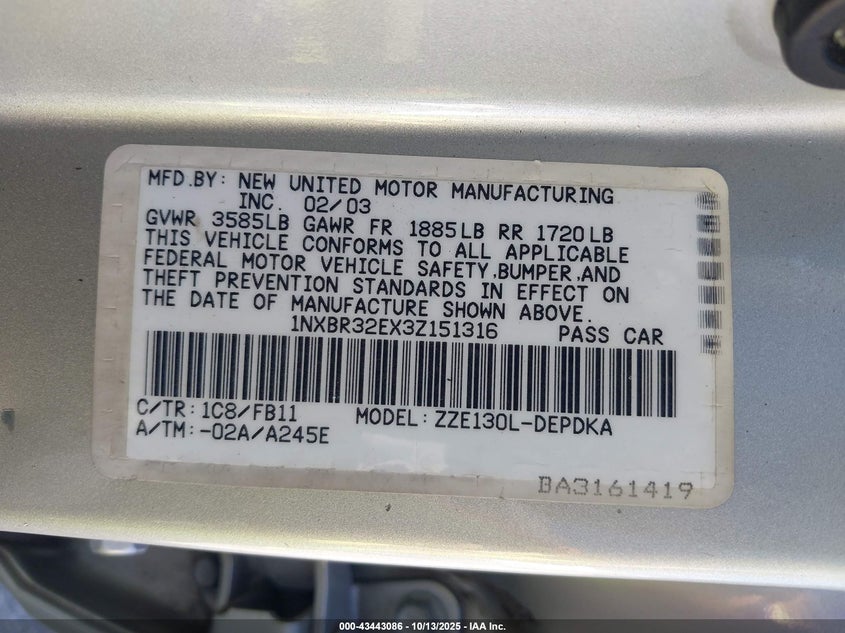 MFD.BY: NEW UNITED MOTOR MANUFACTURING
INC. 02/03
GVWR 3585LB GAWR FR 1885LB RR 1720LB
THIS VEHICLE CONFORMS TO ALL APPLICABLE
FEDERAL MOTOR VEHICLE SAFETY,BUMPER,AND
THEFT PREVENTION STANDARDS IN EFFECT ON
THE DATE OF MANUFACTURE SHOWN ABOVE.
1NXBR32EX3Z151316 PASS CAR
C/TR:1C8/FB11 MODEL:ZZE130L-DEPDKA
A/TM:-02A/A245E
BA3161419
000-43443086 - 10/13/2025 - IAA Inc.